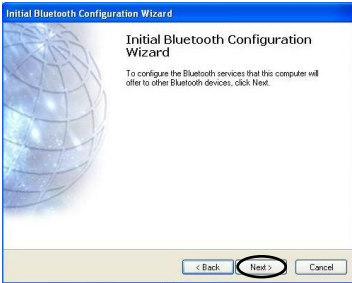 Initial Bluetooth Configuration Wizard
Initial Bluetooth Configuration
Wizard
To configure the Bluetooth services that this computer will
offer to other Bluetooth devices, click Next.
< Back
Next >
Cancel